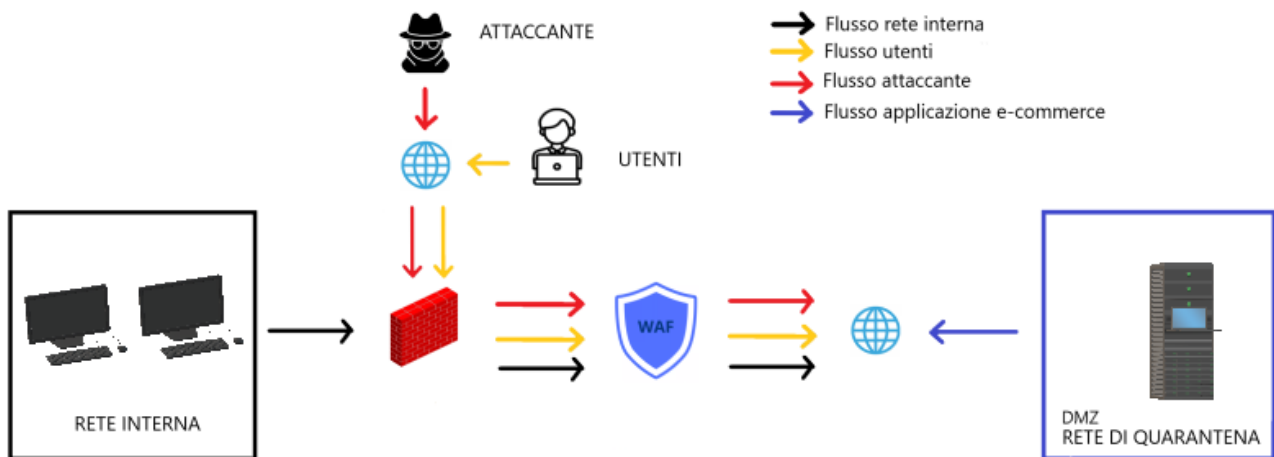 ATTACCANTE
Flusso rete interna
Flusso utenti
Flusso attaccante
Flusso applicazione e-commerce
UTENTI
WAF
RETE INTERNA
DMZ
RETE DI QUARANTENA